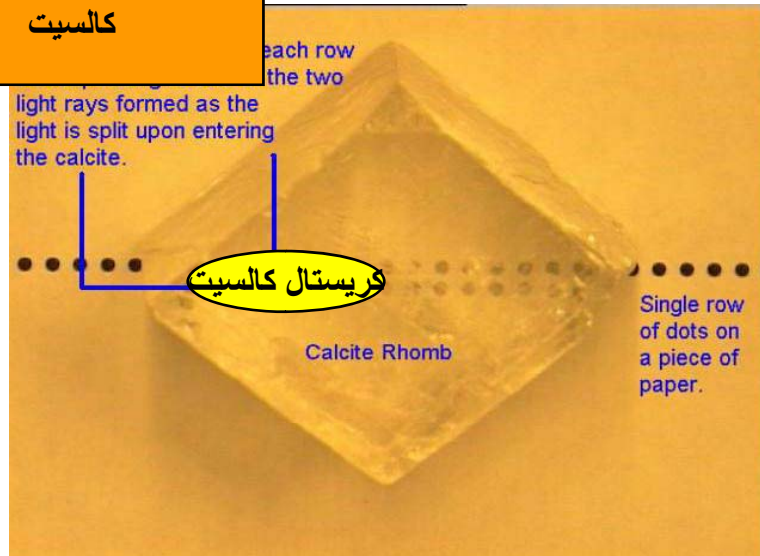 كالسيت
each row
the two
light rays formed as the
light is split upon entering
the calcite.
كريستال كالسيت
Calcite Rhomb
Single row
of dots on
a piece of
paper.